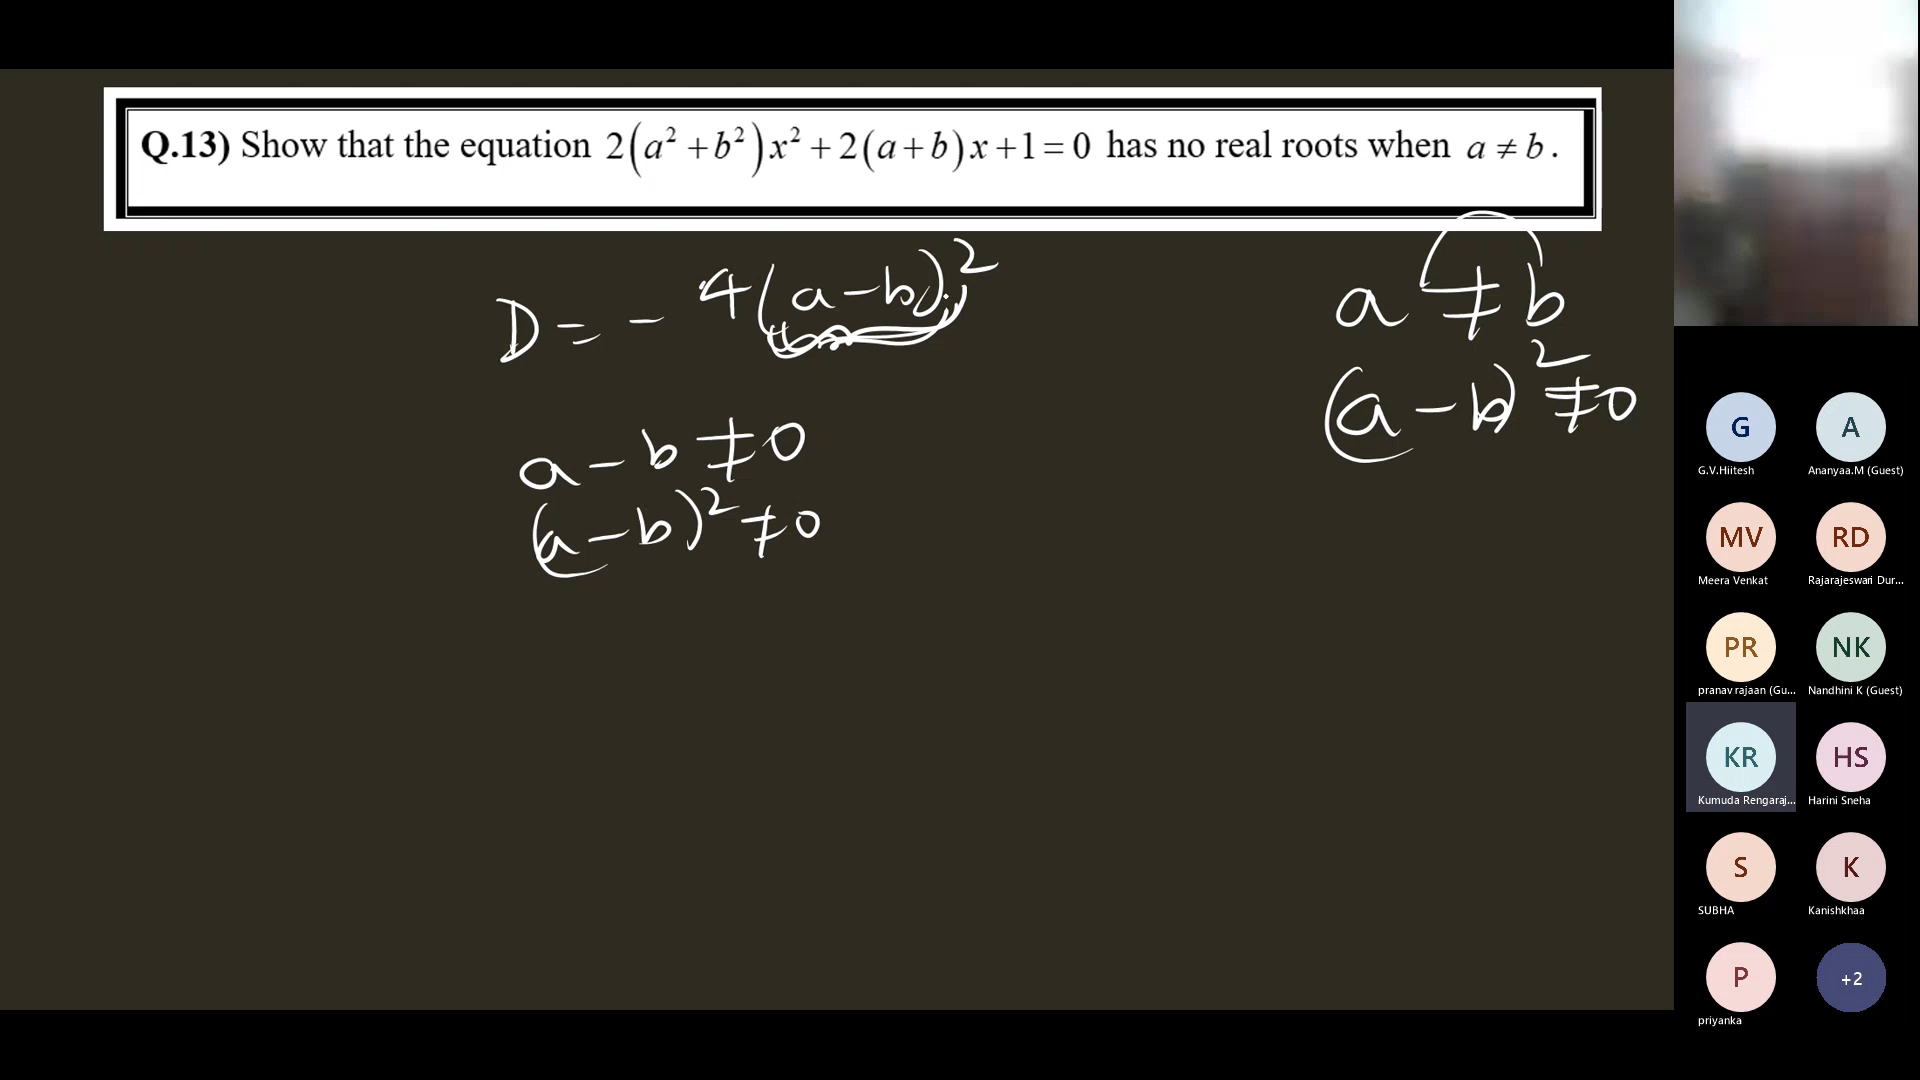 Q.13) Show that the equation 2(a² + b²)x² + 2(a + b)x + 1 = 0 has no real roots when a ≠ b.
D = - 4(a - b)²
a - b ≠ 0
(a - b)² ≠ 0
a ≠ b
(a - b)² ≠ 0
G
A
G.V.Hiitesh
Ananyaa.M (Guest)
MV
RD
Meera Venkat
Rajarajeswari Dur...
PR
NK
pranav rajaan (Gu...
Nandhini K (Guest)
KR
HS
Kumuda Rengaraj...
Harini Sneha
S
K
SUBHA
Kanishkhaa
P
+2
priyanka